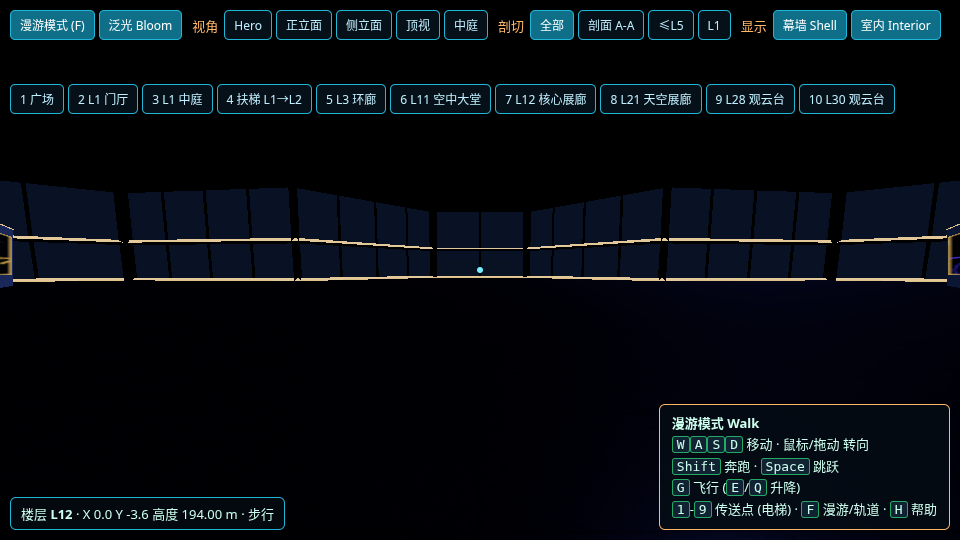 漫游模式 (F) 泛光 Bloom 视角 Hero 正立面 侧立面 顶视 中庭 剖切 全部 剖面 A-A ≤L5 L1 显示 幕墙 Shell 室内 Interior
1 广场 2 L1 门厅 3 L1 中庭 4 扶梯 L1→L2 5 L3 环廊 6 L11 空中大堂 7 L12 核心展廊 8 L21 天空展廊 9 L28 观云台 10 L30 观云台
漫游模式 Walk
W A S D 移动 · 鼠标/拖动 转向
Shift 奔跑 · Space 跳跃
G 飞行 (E/Q 升降)
1-9 传送点 (电梯) · F 漫游/轨道 · H 帮助
楼层 L12 · X 0.0 Y -3.6 高度 194.00 m · 步行